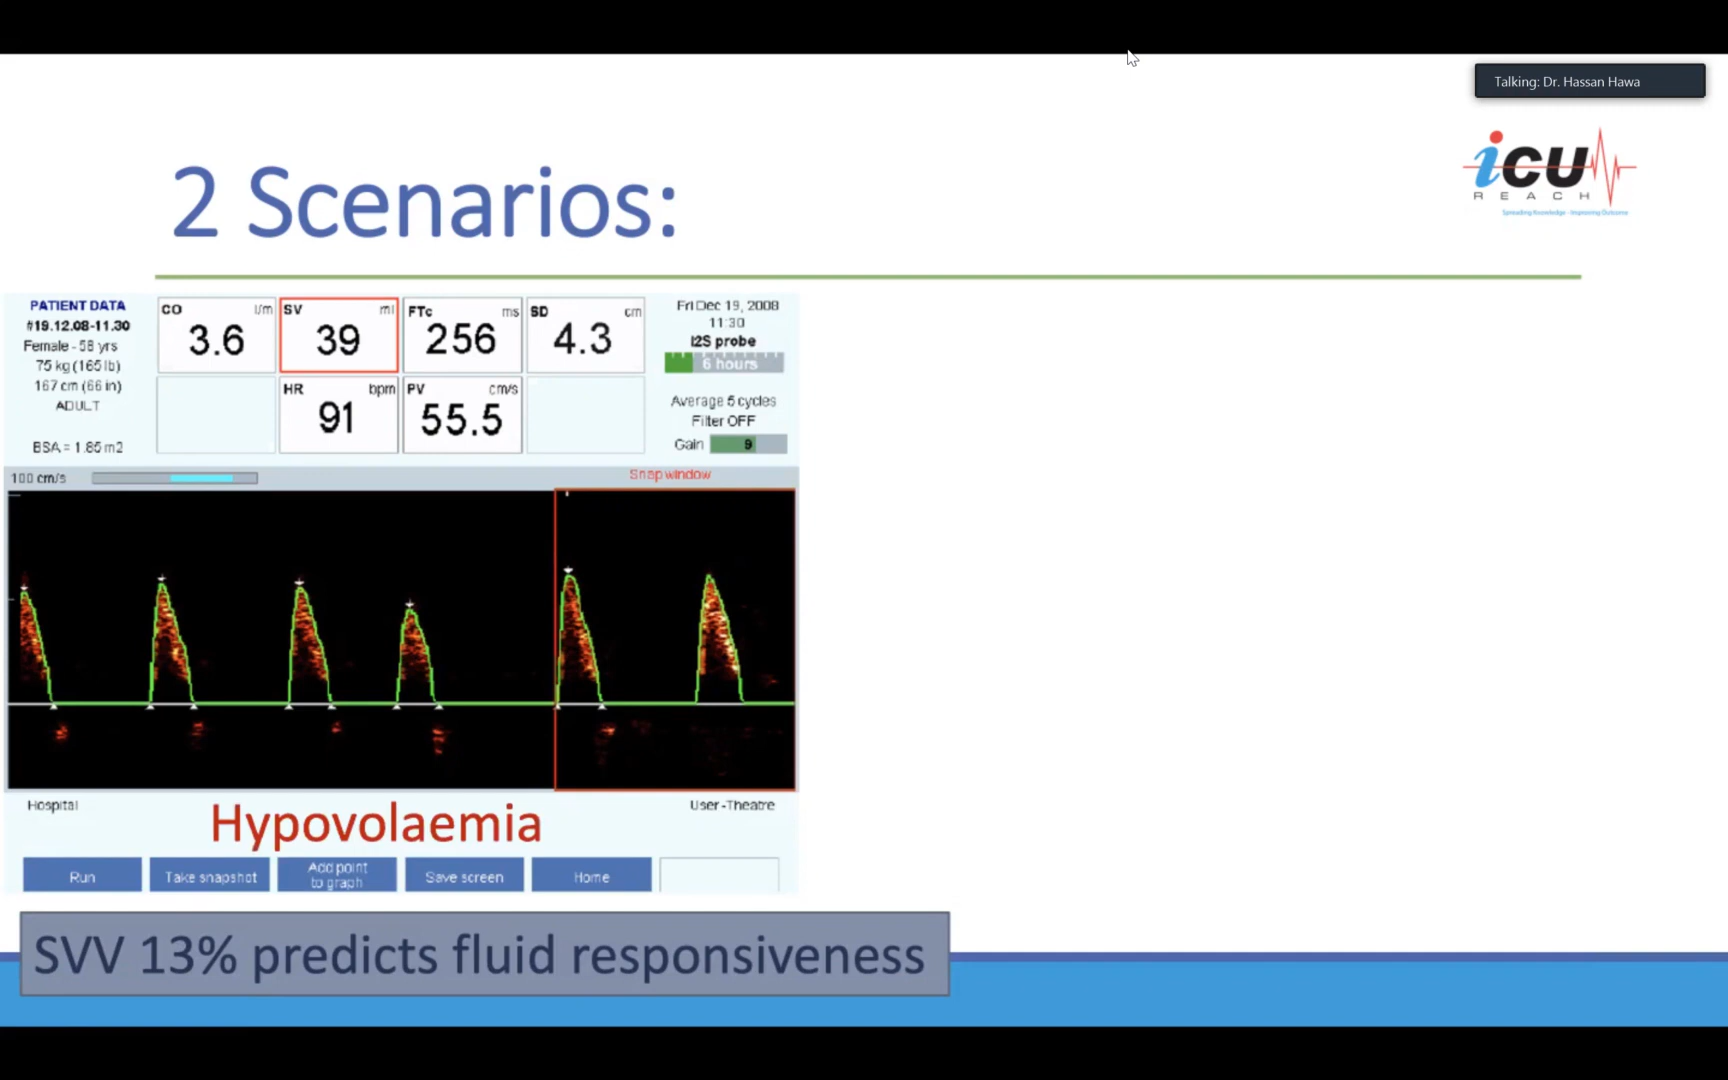 Talking: Dr. Hassan Hawa
2 Scenarios:
iCU
REACH
Spreading Knowledge - Improving Outcome
PATIENT DATA
#19.12.08-11.30
Female - 58 yrs
75 kg (165 lb)
167 cm (66 in)
ADULT
BSA = 1.85 m2
CO l/m
3.6
SV ml
39
FTc ms
256
SD cm
4.3
HR bpm
91
PV cm/s
55.5
Fri Dec 19, 2008
11:30
I2S probe
6 hours
Average 5 cycles
Filter OFF
Gain 9
100 cm/s
Snap window
Hospital
User -Theatre
Hypovolaemia
Run
Take snapshot
Add point
to graph
Save screen
Home
SVV 13% predicts fluid responsiveness